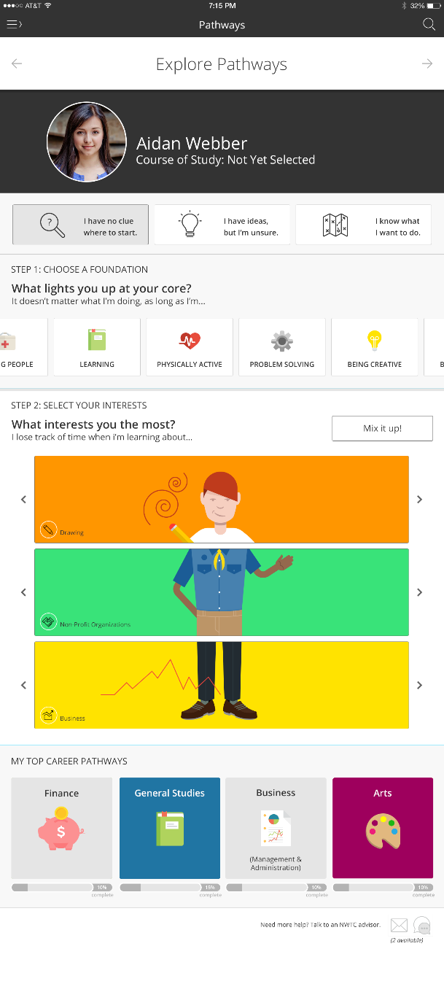 AT&T 7:15 PM 32%
Pathways
Explore Pathways
Aidan Webber
Course of Study: Not Yet Selected
?
I have no clue
where to start.
I have ideas,
but I'm unsure.
I know what
I want to do.
STEP 1: CHOOSE A FOUNDATION
What lights you up at your core?
It doesn't matter what I'm doing, as long as I'm...
G PEOPLE
LEARNING
PHYSICALLY ACTIVE
PROBLEM SOLVING
BEING CREATIVE
B
STEP 2: SELECT YOUR INTERESTS
What interests you the most?
I lose track of time when i'm learning about...
Mix it up!
Drawing
Non-Profit Organizations
Business
MY TOP CAREER PATHWAYS
Finance
$
General Studies
Business
(Management &
Administration)
Arts
10%
complete
15%
complete
10%
complete
10%
complete
Need more help? Talk to an NWTC advisor.
(2 available)